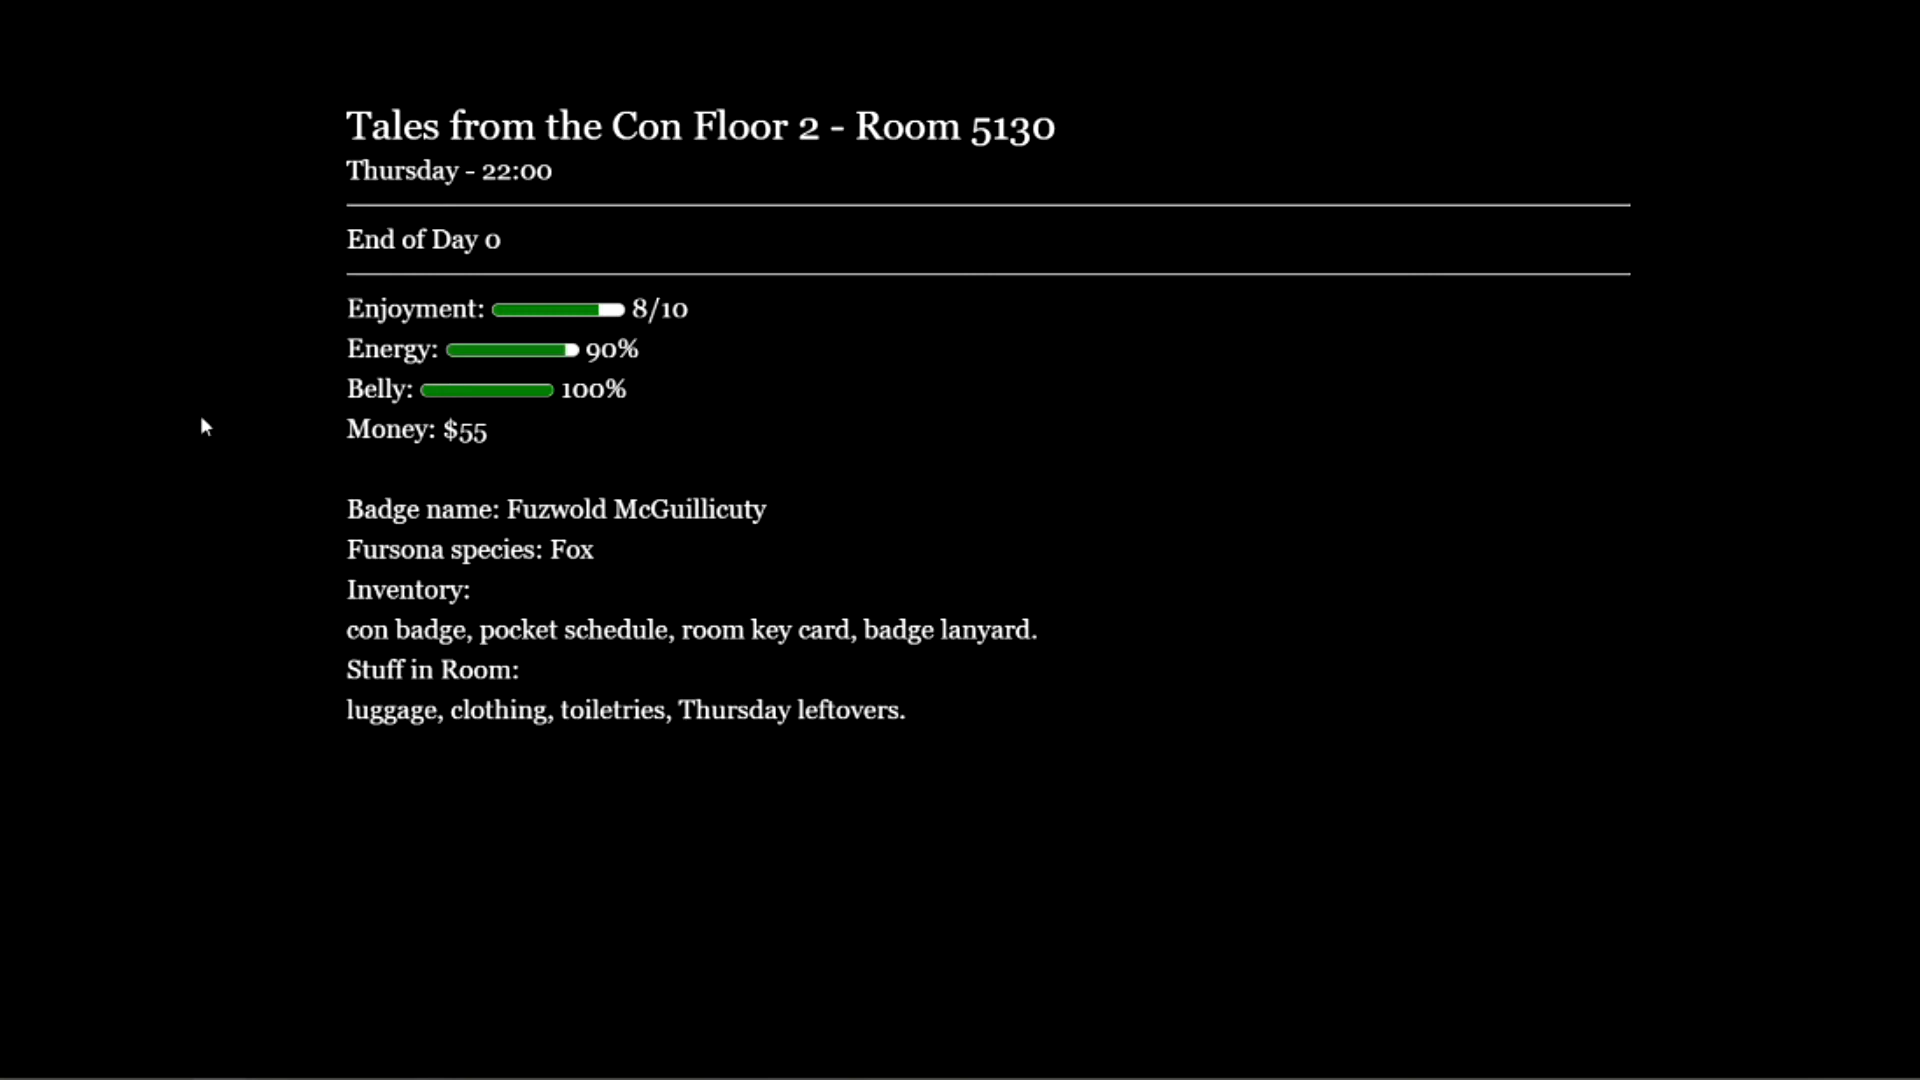 Tales from the Con Floor 2 - Room 5130
Thursday - 22:00
End of Day 0
Enjoyment: 8/10
Energy: 90%
Belly: 100%
Money: $55
Badge name: Fuzwold McGuillicuty
Fursona species: Fox
Inventory:
con badge, pocket schedule, room key card, badge lanyard.
Stuff in Room:
luggage, clothing, toiletries, Thursday leftovers.